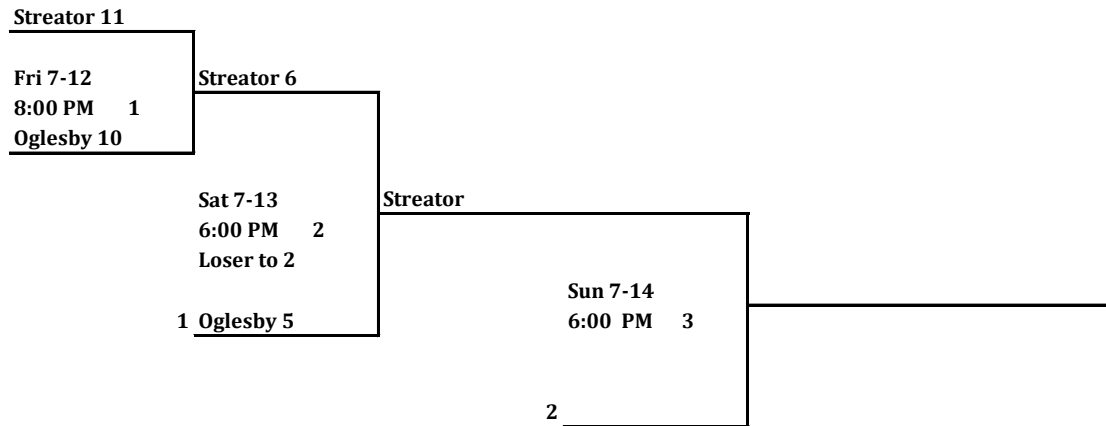 Streator 11
Fri 7-12
Streator 6
8:00 PM 1
Oglesby 10
Sat 7-13
Streator
6:00 PM 2
Loser to 2
Sun 7-14
1 Oglesby 5
6:00 PM 3
2